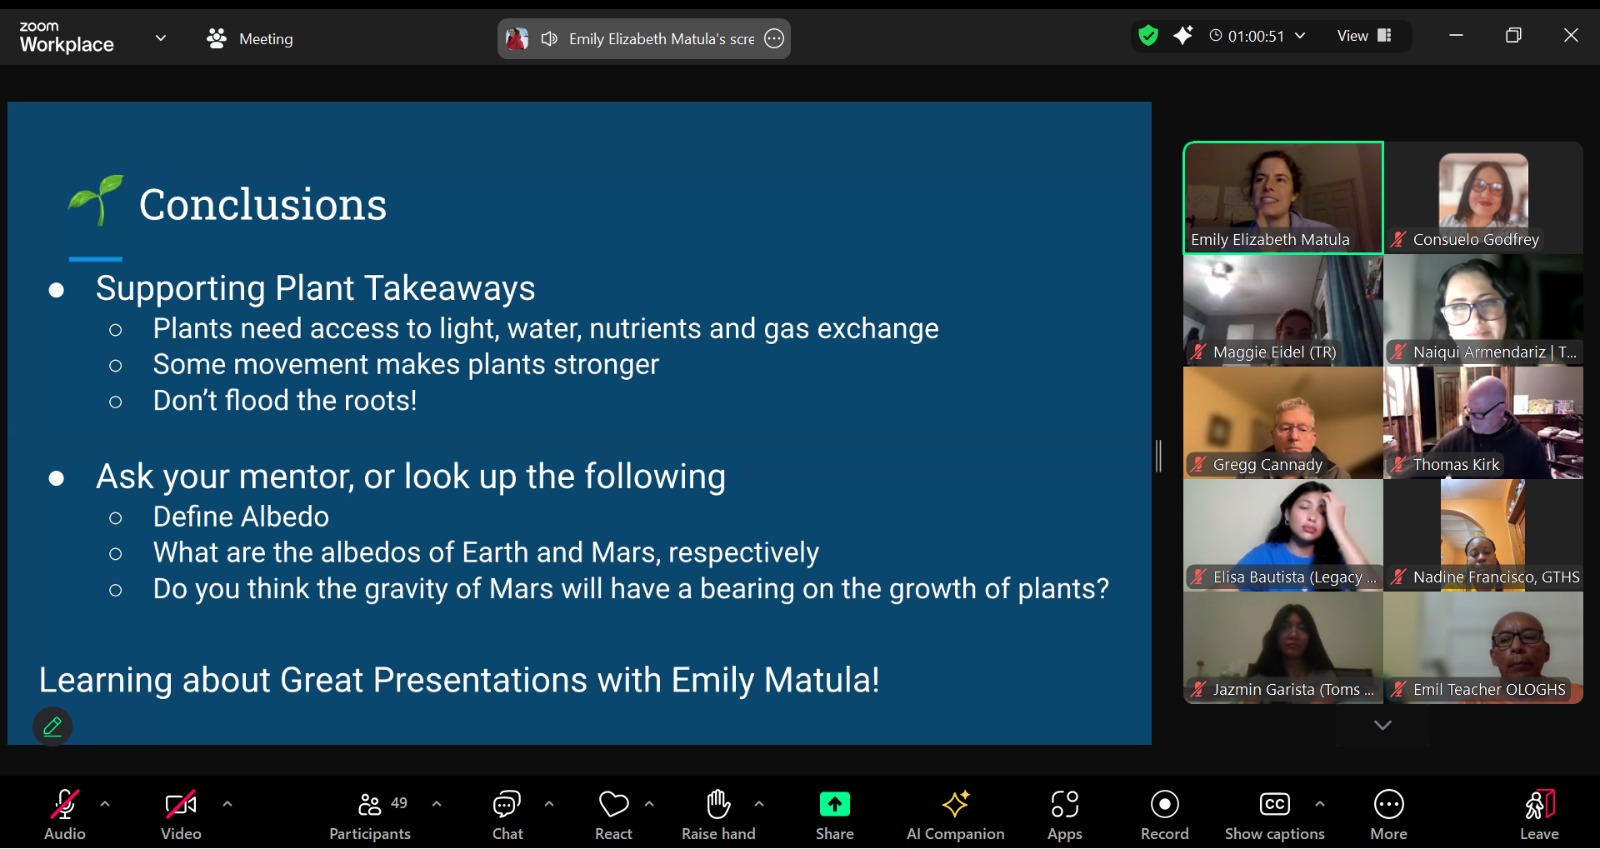 zoom
Workplace
Meeting
Emily Elizabeth Matula's scre
01:00:51
View
Conclusions
● Supporting Plant Takeaways
○ Plants need access to light, water, nutrients and gas exchange
○ Some movement makes plants stronger
○ Don’t flood the roots!
● Ask your mentor, or look up the following
○ Define Albedo
○ What are the albedos of Earth and Mars, respectively
○ Do you think the gravity of Mars will have a bearing on the growth of plants?
Learning about Great Presentations with Emily Matula!
Emily Elizabeth Matula
Consuelo Godfrey
Maggie Eidel (TR)
Naiqui Armendariz | T...
Gregg Cannady
Thomas Kirk
Elisa Bautista (Legacy ...
Nadine Francisco, GTHS
Jazmin Garista (Toms ...
Emil Teacher OLOGHS
Audio
Video
49
Participants
Chat
React
Raise hand
Share
AI Companion
Apps
Record
CC
Show captions
More
Leave